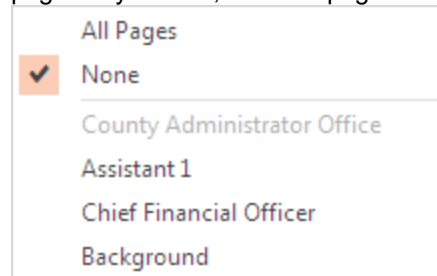 All Pages
None
County Administrator Office
Assistant 1
Chief Financial Officer
Background